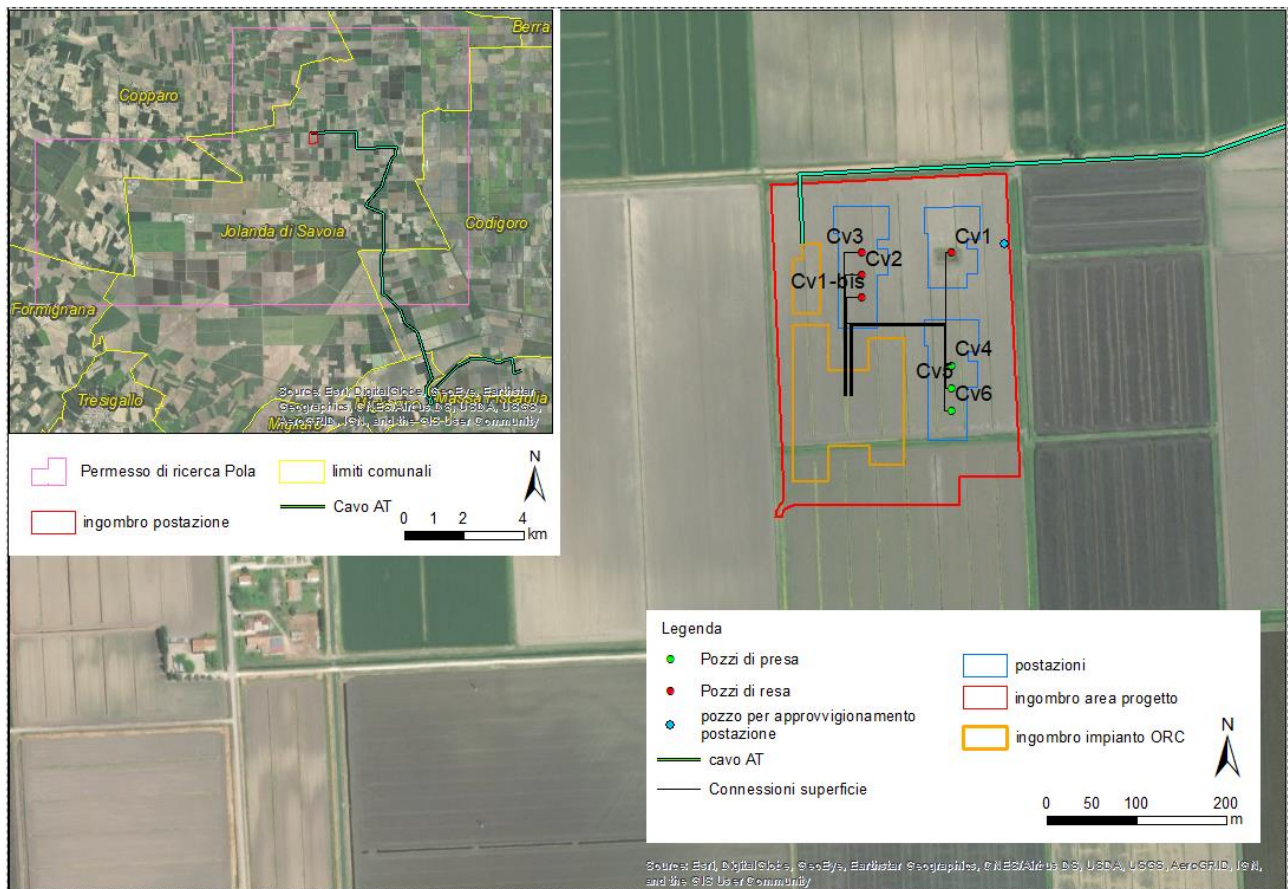 Berra
Copparo
Jolanda di Savoia
Codigoro
Formignana
Tresigallo
Source: Esri, DigitalGlobe, GeoEye, Earthstar
Geographics, CNES/Airbus DS, USDA, USGS,
AeroGRID, IGN, and the GIS User Community
Permesso di ricerca Pola
limiti comunali
Cavo AT
ingombro postazione
N
0 1 2 4
km
Cv3
Cv1
Cv2
Cv1-bis
Cv4
Cv5
Cv6
Legenda
Pozzi di presa
Pozzi di resa
pozzo per approvvigionamento
postazione
cavo AT
Connessioni superficie
postazioni
ingombro area progetto
ingombro impianto ORC
N
0 50 100 200
m
Source: Esri, DigitalGlobe, GeoEye, Earthstar Geographics, CNES/Airbus DS, USDA, USGS, AeroGRID, IGN,
and the GIS User Community